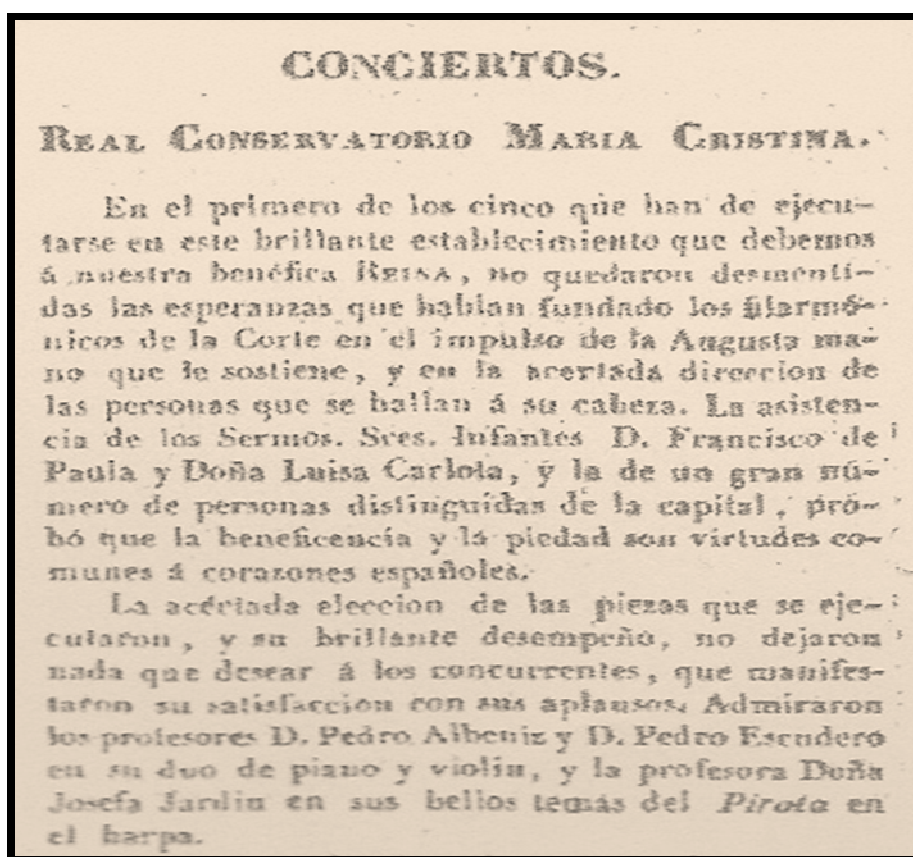 CONCIERTOS.
REAL CONSERVATORIO MARIA CRISTINA.
En el primero de los cinco que han de ejecu-
tarse en este brillante establecimiento que debemos
á nuestra benéfica REINA, no quedaron desmenti-
das las esperanzas que habian fundado los filarmó-
nicos de la Corte en el impulso de la Augusta ma-
no que le sostiene, y en la acertada direccion de
las personas que se hallan á su cabeza. La asisten-
cia de los Sermos. Sres. Infantes D. Francisco de
Paula y Doña Luisa Carlota, y la de un gran nú-
mero de personas distinguidas de la capital, pro-
bó que la beneficencia y la piedad son virtudes co-
munes á corazones españoles.
La acertada eleccion de las piezas que se eje-
cutaron, y su brillante desempeño, no dejaron
nada que desear á los concurrentes, que manifes-
taron su satisfaccion con sus aplausos. Admiraron
los profesores D. Pedro Albeniz y D. Pedro Escudero
en su duo de piano y violin, y la profesora Doña
Josefa Jardin en sus bellos temas del Pirata en
el harpa.